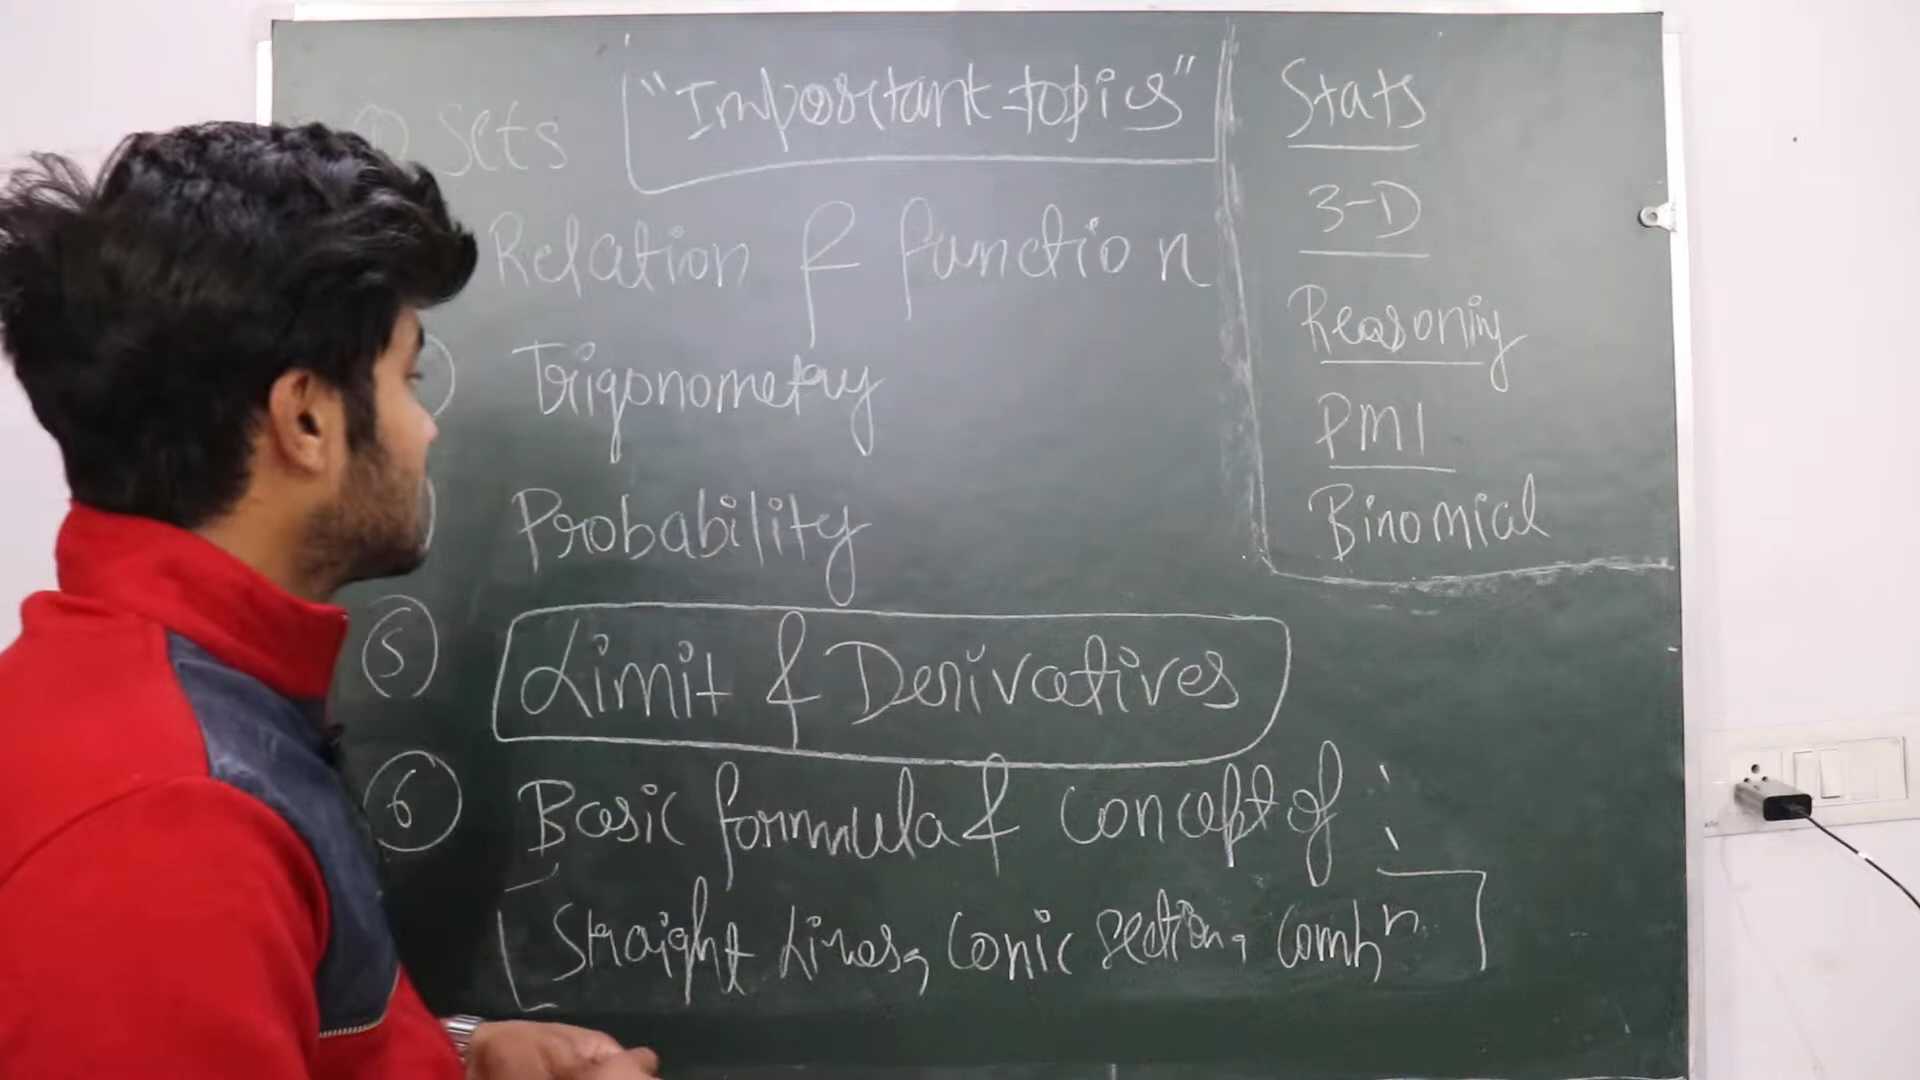 "Important topics"
① Sets
Relation & function
Trigonometry
Probability
⑤ Limit & Derivatives
⑥ Basic formula & concept of :
[Straight Lines, Conic section, Combⁿ]
Stats
3-D
Reasoning
PMI
Binomial